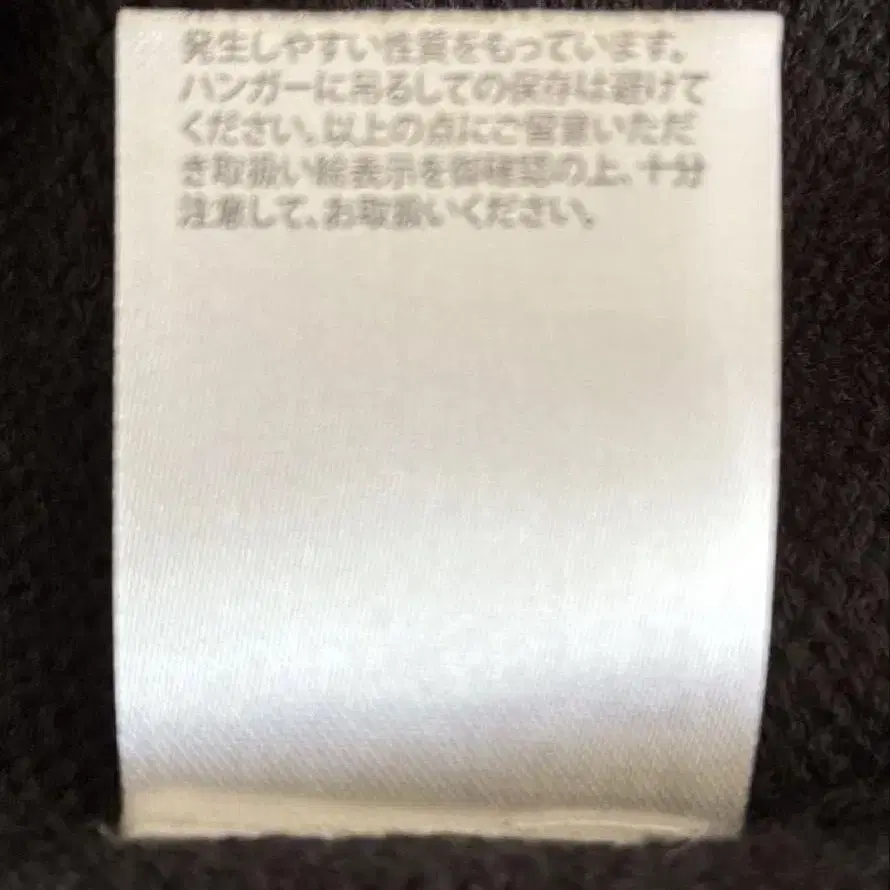 発生しやすい性質をもっています。
ハンガーに吊るしての保存は避けて
ください。以上の点にご留意いただ
き取扱い絵表示を御確認の上、十分
注意して、お取扱いください。